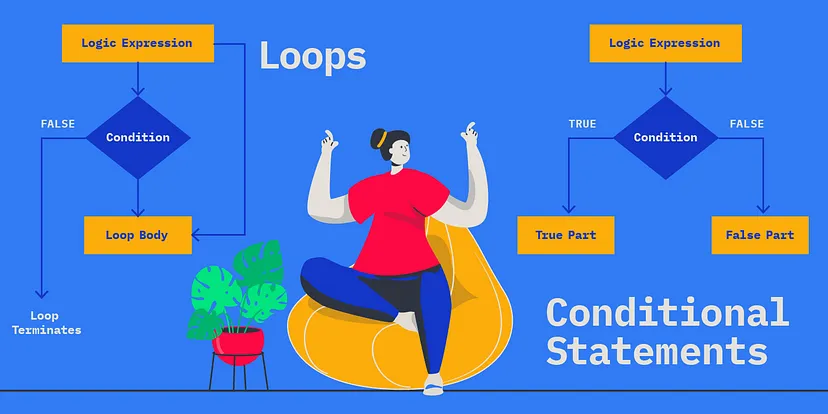 Logic Expression
Loops
FALSE
Condition
Loop Body
Loop
Terminates
Logic Expression
TRUE
FALSE
Condition
True Part
False Part
Conditional
Statements